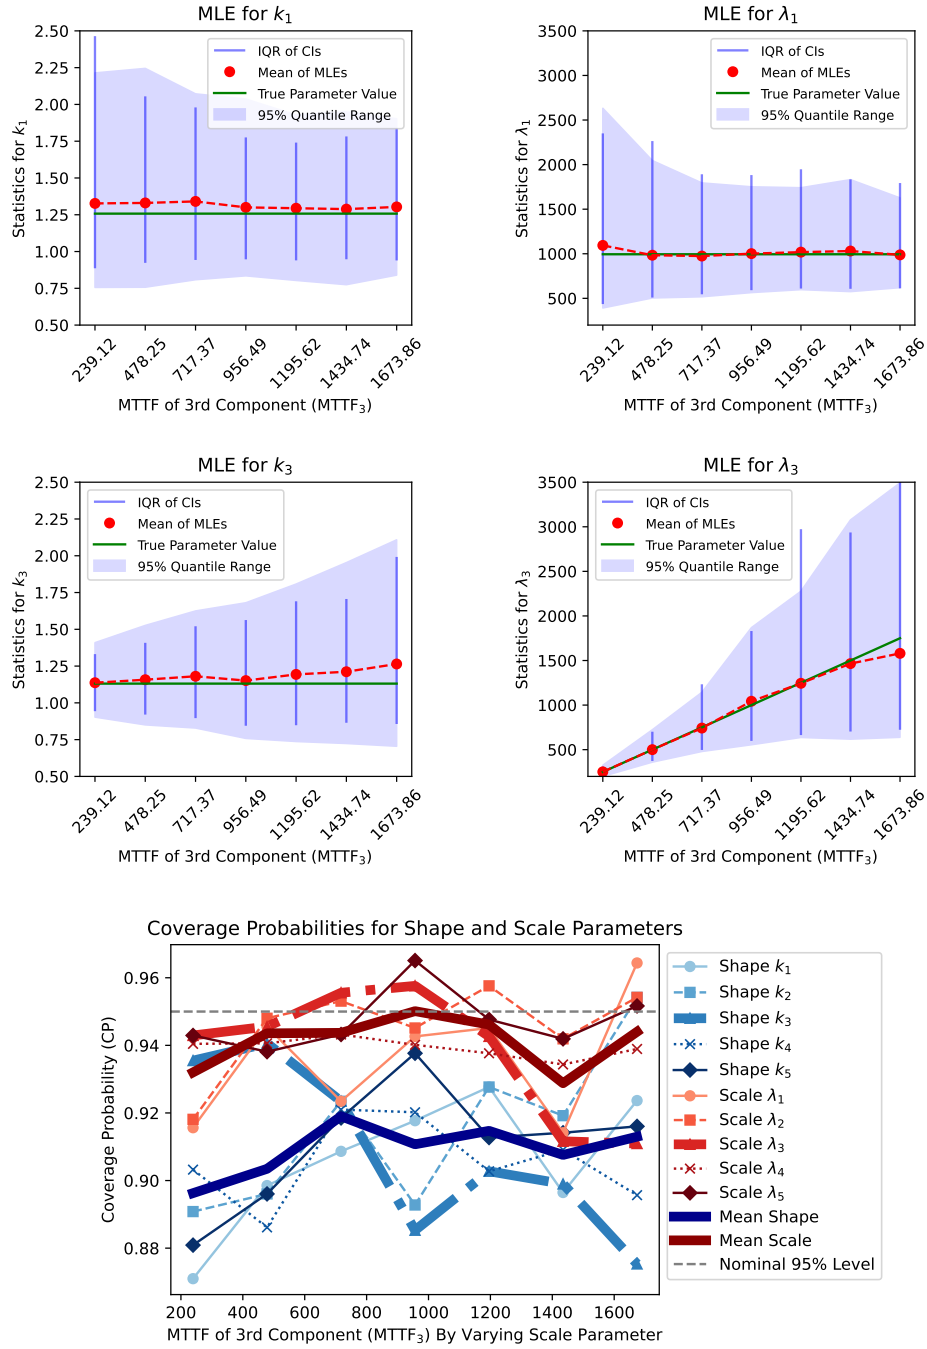 MLE for k₁
2.50
2.25
2.00
1.75
1.50
1.25
1.00
0.75
0.50
Statistics for k₁
IQR of CIs
Mean of MLEs
True Parameter Value
95% Quantile Range
239.12
478.25
717.37
956.49
1195.62
1434.74
1673.86
MTTF of 3rd Component (MTTF₃)
MLE for λ₁
3500
3000
2500
2000
1500
1000
500
Statistics for λ₁
IQR of CIs
Mean of MLEs
True Parameter Value
95% Quantile Range
239.12
478.25
717.37
956.49
1195.62
1434.74
1673.86
MTTF of 3rd Component (MTTF₃)
MLE for k₃
2.50
2.25
2.00
1.75
1.50
1.25
1.00
0.75
0.50
Statistics for k₃
IQR of CIs
Mean of MLEs
True Parameter Value
95% Quantile Range
239.12
478.25
717.37
956.49
1195.62
1434.74
1673.86
MTTF of 3rd Component (MTTF₃)
MLE for λ₃
3500
3000
2500
2000
1500
1000
500
Statistics for λ₃
IQR of CIs
Mean of MLEs
True Parameter Value
95% Quantile Range
239.12
478.25
717.37
956.49
1195.62
1434.74
1673.86
MTTF of 3rd Component (MTTF₃)
Coverage Probabilities for Shape and Scale Parameters
0.96
0.94
0.92
0.90
0.88
Coverage Probability (CP)
200
400
600
800
1000
1200
1400
1600
MTTF of 3rd Component (MTTF₃) By Varying Scale Parameter
Shape k₁
Shape k₂
Shape k₃
Shape k₄
Shape k₅
Scale λ₁
Scale λ₂
Scale λ₃
Scale λ₄
Scale λ₅
Mean Shape
Mean Scale
Nominal 95% Level